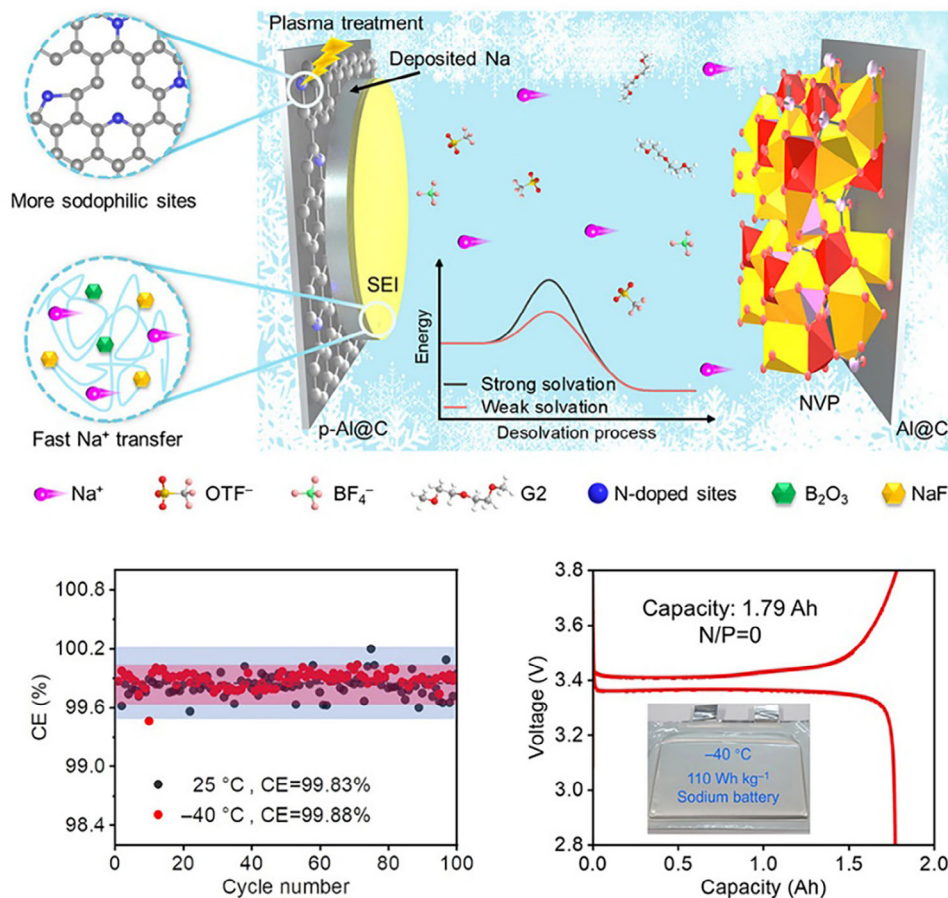 Plasma treatment
Deposited Na
More sodophilic sites
SEI
Fast Na⁺ transfer
p-Al@C
Energy
Strong solvation
Weak solvation
Desolvation process
NVP
Al@C
Na⁺
OTF⁻
BF₄⁻
G2
N-doped sites
B₂O₃
NaF
100.8
100.2
99.6
99.0
98.4
CE (%)
25 °C, CE=99.83%
–40 °C, CE=99.88%
0
20
40
60
80
100
Cycle number
3.8
3.6
3.4
3.2
3.0
2.8
Voltage (V)
Capacity: 1.79 Ah
N/P=0
–40 °C
110 Wh kg⁻¹
Sodium battery
0.0
0.5
1.0
1.5
2.0
Capacity (Ah)